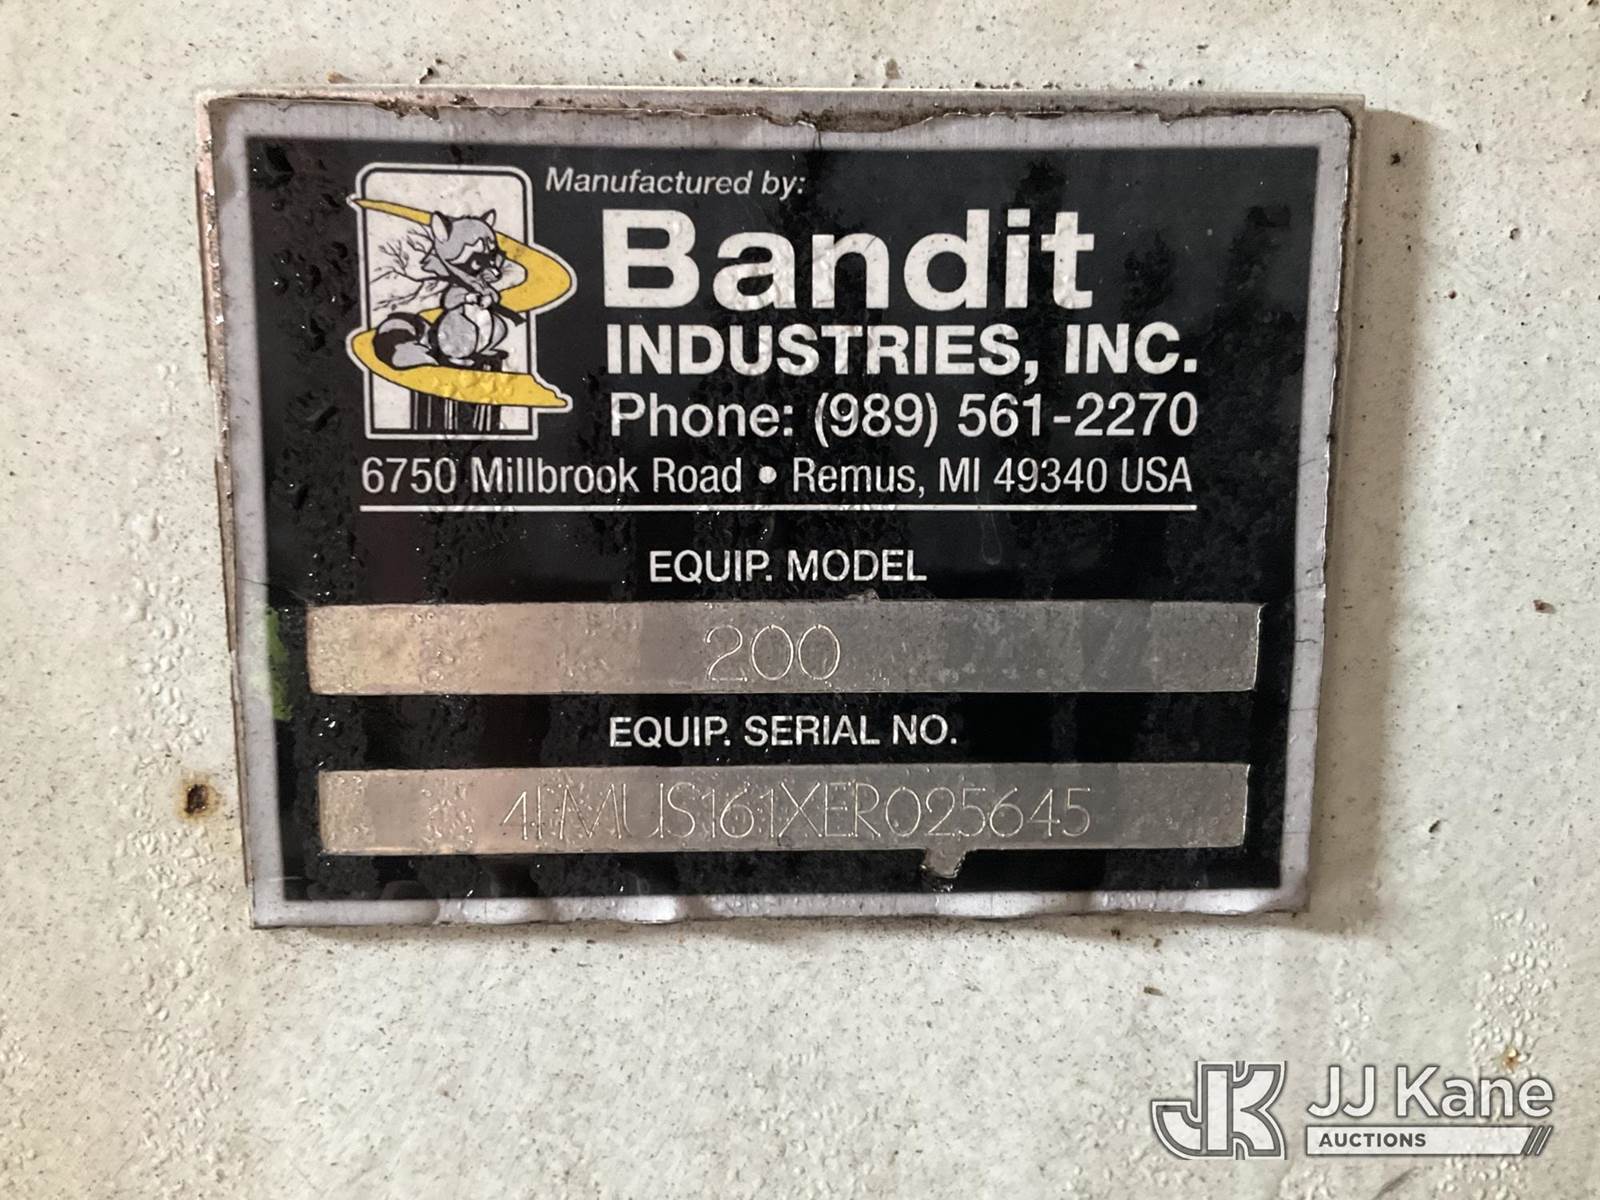 Manufactured by:
Bandit
INDUSTRIES, INC.
Phone: (989) 561-2270
6750 Millbrook Road • Remus, MI 49340 USA
EQUIP. MODEL
200
EQUIP. SERIAL NO.
4FMUS161XER025645
JK JJ Kane
AUCTIONS